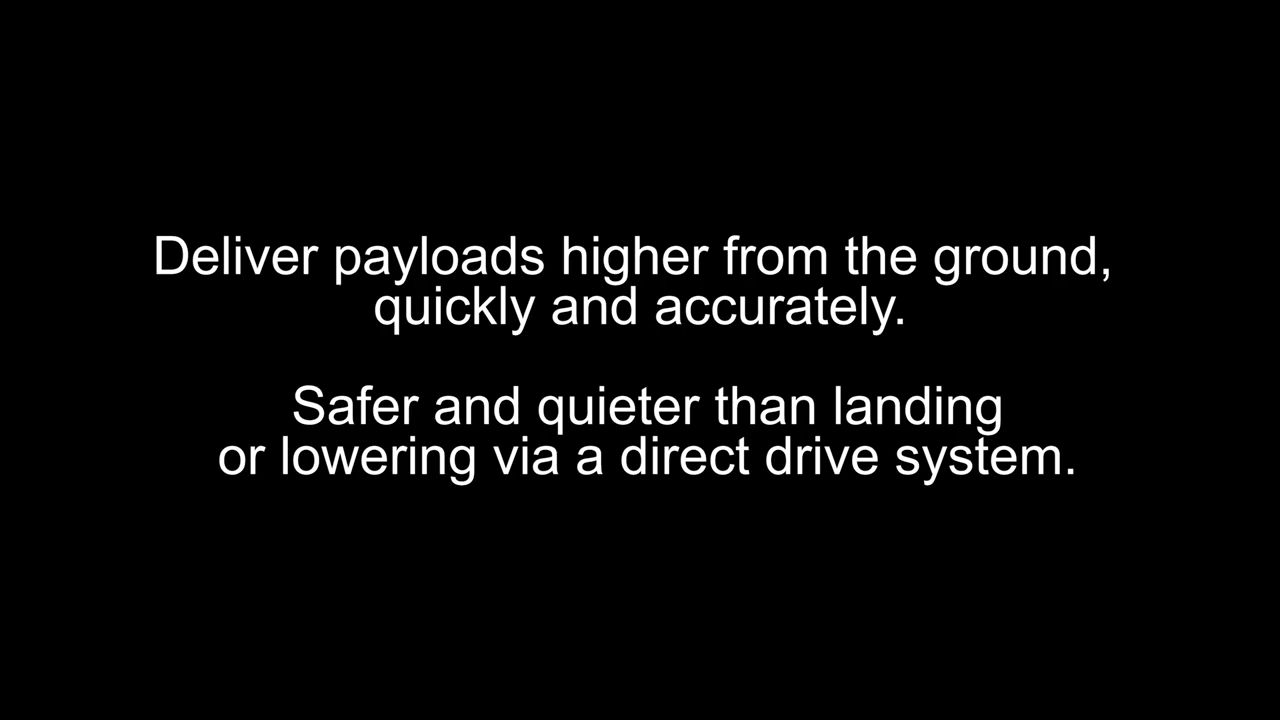 Deliver payloads higher from the ground,
quickly and accurately.
Safer and quieter than landing
or lowering via a direct drive system.